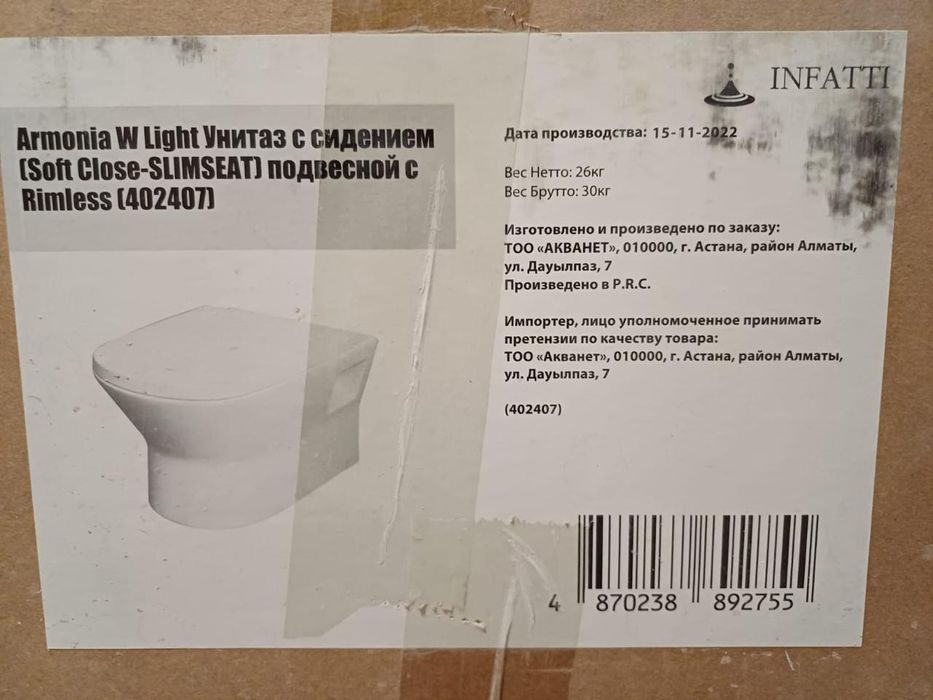 INFATTI
Armonia W Light Унитаз с сидением
(Soft Close-SLIMSEAT) подвесной с
Rimless (402407)
Дата производства: 15-11-2022
Вес Нетто: 26кг
Вес Брутто: 30кг
Изготовлено и произведено по заказу:
ТОО «АКВАНЕТ», 010000, г. Астана, район Алматы,
ул. Дауылпаз, 7
Произведено в P.R.C.
Импортер, лицо уполномоченное принимать
претензии по качеству товара:
ТОО «Акванет», 010000, г. Астана, район Алматы,
ул. Дауылпаз, 7
(402407)
4 870238 892755